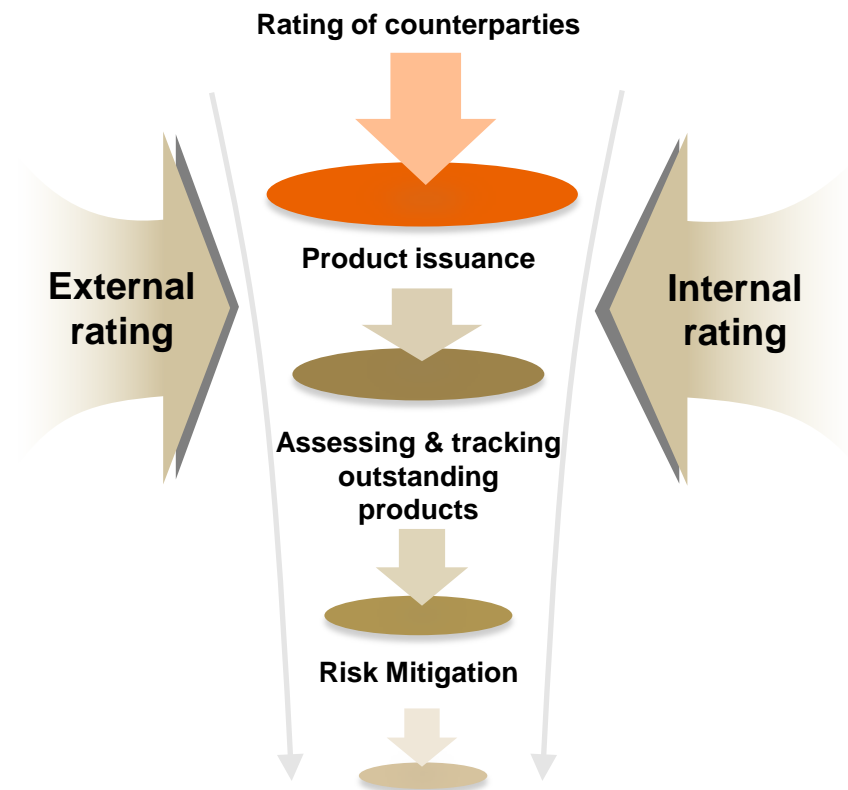 Rating of counterparties
Product issuance
External
rating
Internal
rating
Assessing & tracking
outstanding
products
Risk Mitigation